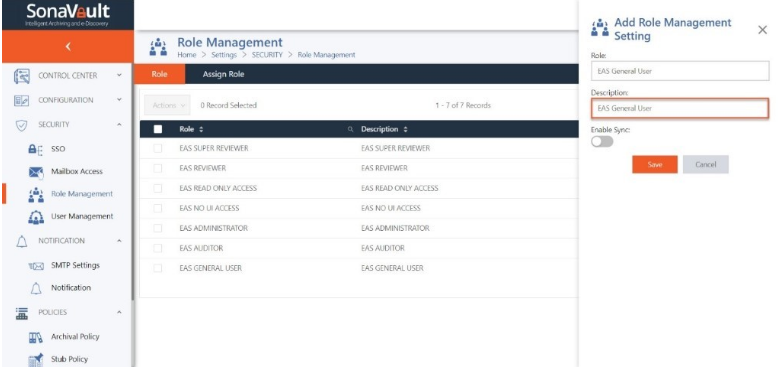 SonaVault
Intelligent Archiving and e-Discovery
CONTROL CENTER
CONFIGURATION
SECURITY
SSO
Mailbox Access
Role Management
User Management
NOTIFICATION
SMTP Settings
Notification
POLICIES
Archival Policy
Stub Policy
Role Management
Home > Settings > SECURITY > Role Management
Role Assign Role
Actions 0 Record Selected 1 - 7 of 7 Records
Role Description
EAS SUPER REVIEWER EAS SUPER REVIEWER
EAS REVIEWER EAS REVIEWER
EAS READ ONLY ACCESS EAS READ ONLY ACCESS
EAS NO UI ACCESS EAS NO UI ACCESS
EAS ADMINISTRATOR EAS ADMINISTRATOR
EAS AUDITOR EAS AUDITOR
EAS GENERAL USER EAS GENERAL USER
Add Role Management
Setting
Role:
EAS General User
Description:
EAS General User
Enable Sync:
Save Cancel